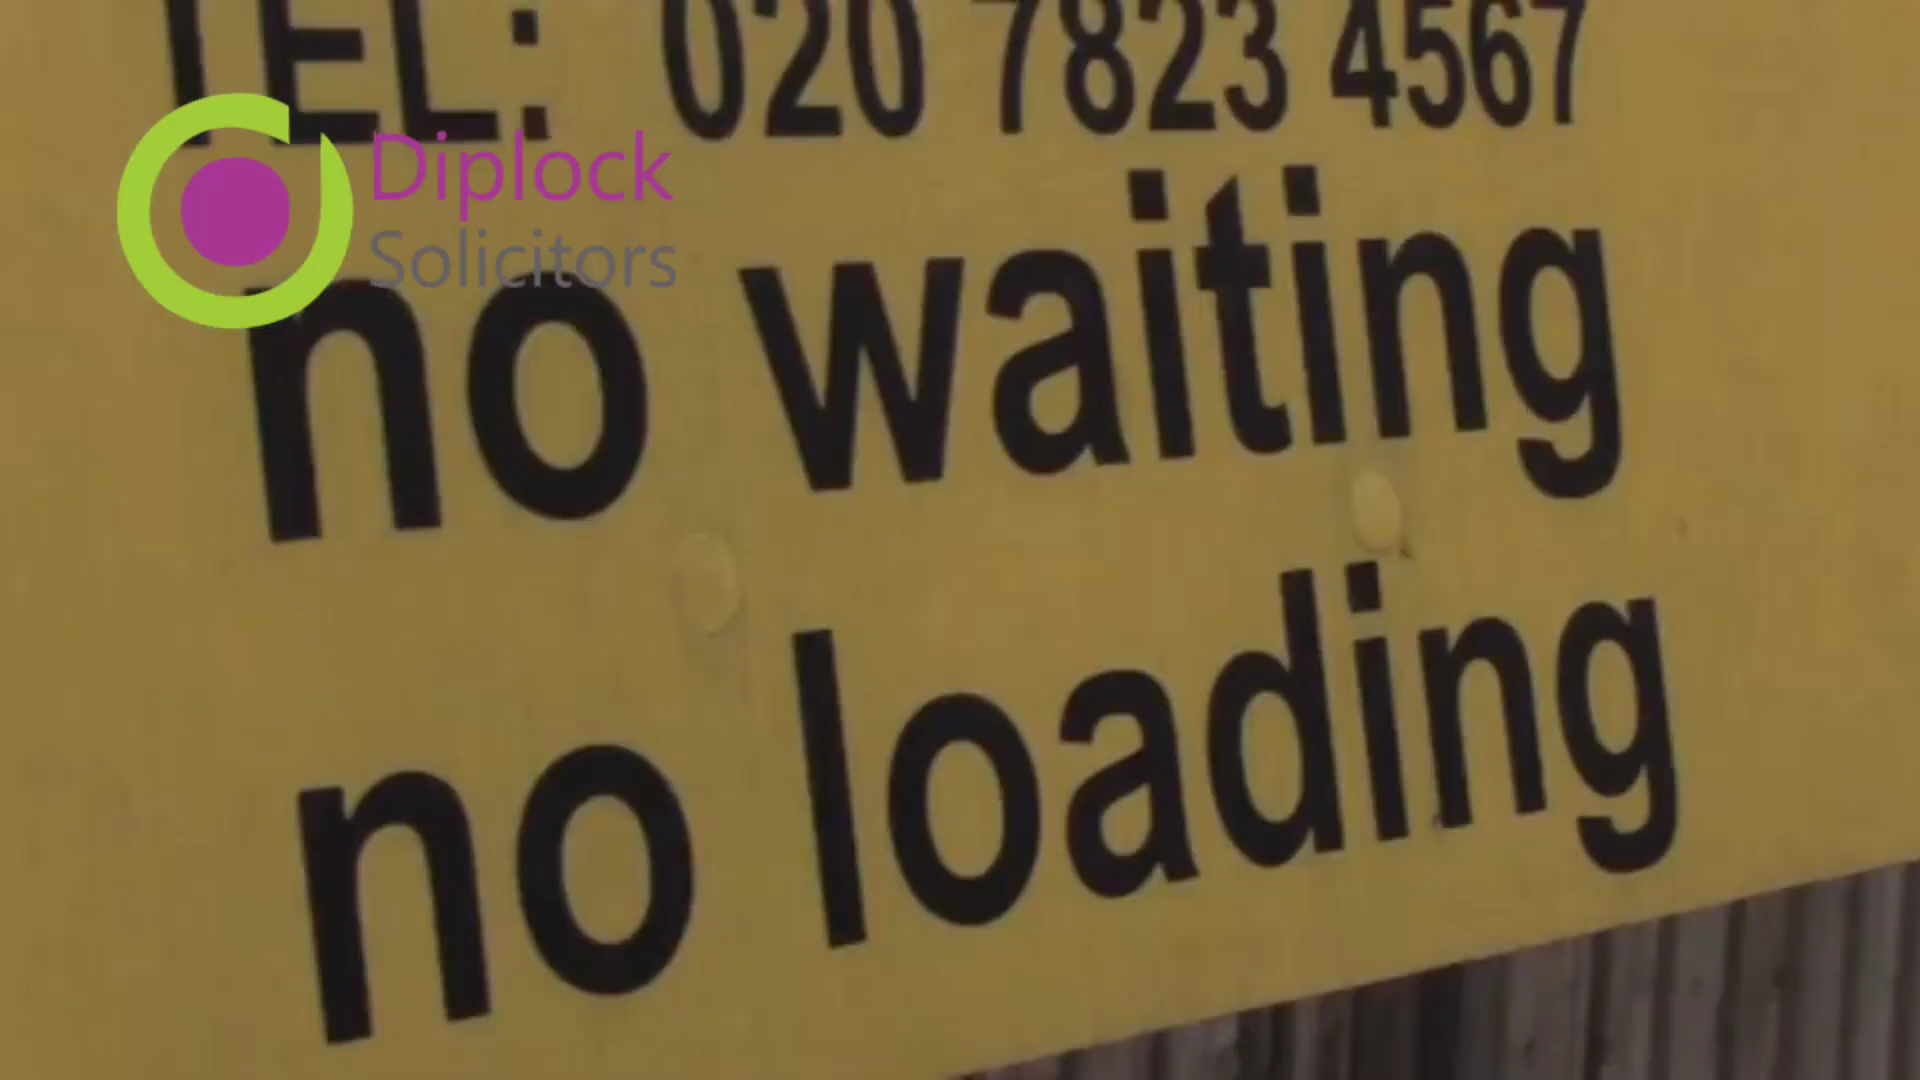 TEL: 020 7823 4567
Diplock
Solicitors
no waiting
no loading